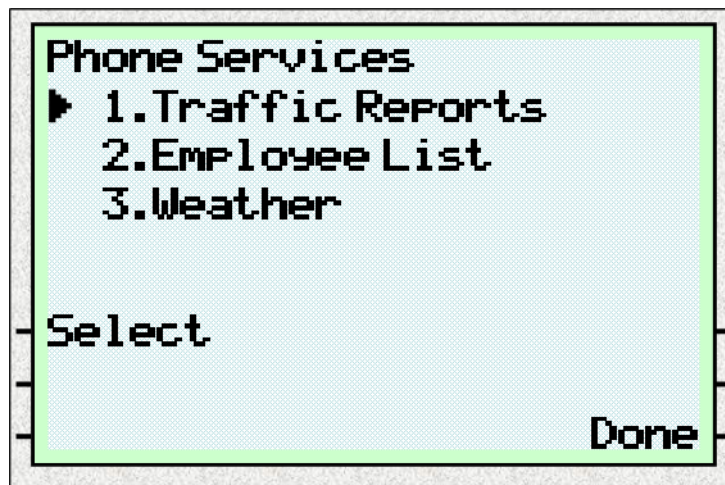 Phone Services
1.Traffic Reports
2.Employee List
3.Weather
Select
Done